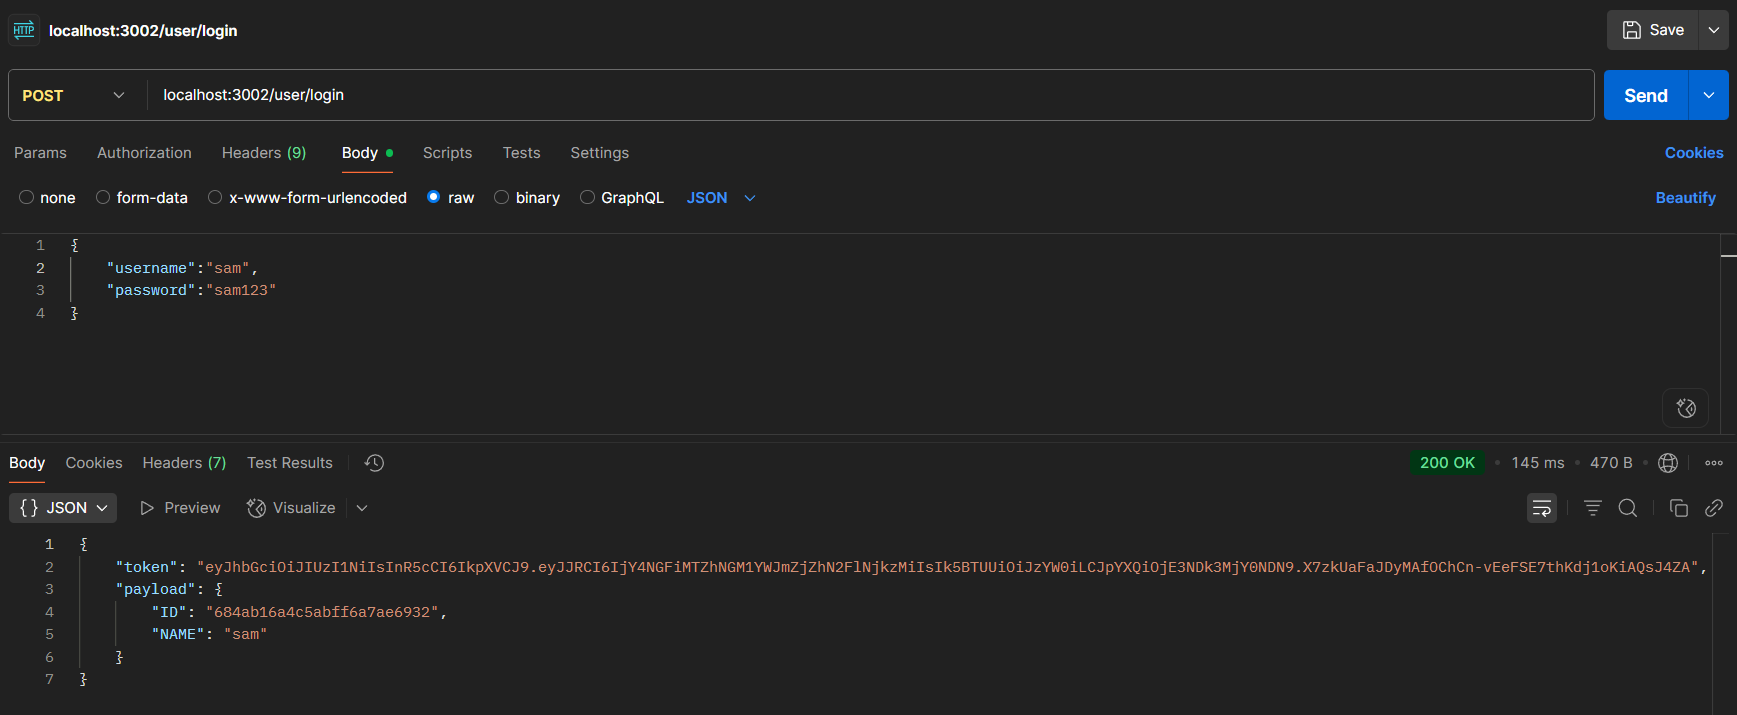 HTTP localhost:3002/user/login Save
POST localhost:3002/user/login Send
Params Authorization Headers (9) Body Scripts Tests Settings Cookies
none form-data x-www-form-urlencoded raw binary GraphQL JSON Beautify
1 {
2 "username":"sam",
3 "password":"sam123"
4 }
Body Cookies Headers (7) Test Results 200 OK 145 ms 470 B
{} JSON Preview Visualize
1 {
2 "token": "eyJhbGciOiJIUzI1NiIsInR5cCI6IkpXVCJ9.eyJJRCI6IjY4NGFiMTZhNGM1YWJmZjZhN2FlNjkzMiIsIk5BTUUiOiJzYW0iLCJpYXQiOjE3NDk3MjY0NDN9.X7zkUaFaJDyMAfOChCn-vEeFSE7thKdj1oKiAQsJ4ZA",
3 "payload": {
4 "ID": "684ab16a4c5abff6a7ae6932",
5 "NAME": "sam"
6 }
7 }